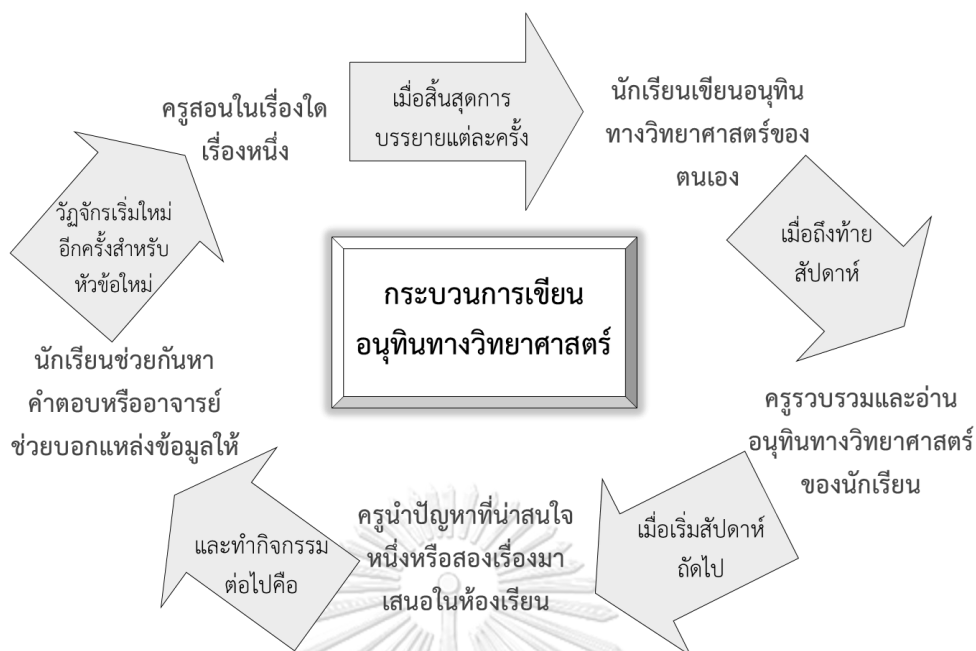 ครูสอนในเรื่องใด
เรื่องหนึ่ง
เมื่อสิ้นสุดการ
บรรยายแต่ละครั้ง
นักเรียนเขียนอนุทิน
ทางวิทยาศาสตร์ของ
ตนเอง
เมื่อถึงท้าย
สัปดาห์
ครูรวบรวมและอ่าน
อนุทินทางวิทยาศาสตร์
ของนักเรียน
เมื่อเริ่มสัปดาห์
ถัดไป
ครูนำปัญหาที่น่าสนใจ
หนึ่งหรือสองเรื่องมา
เสนอในห้องเรียน
และทำกิจกรรม
ต่อไปคือ
นักเรียนช่วยกันหา
คำตอบหรืออาจารย์
ช่วยบอกแหล่งข้อมูลให้
วัฏจักรเริ่มใหม่
อีกครั้งสำหรับ
หัวข้อใหม่
กระบวนการเขียน
อนุทินทางวิทยาศาสตร์